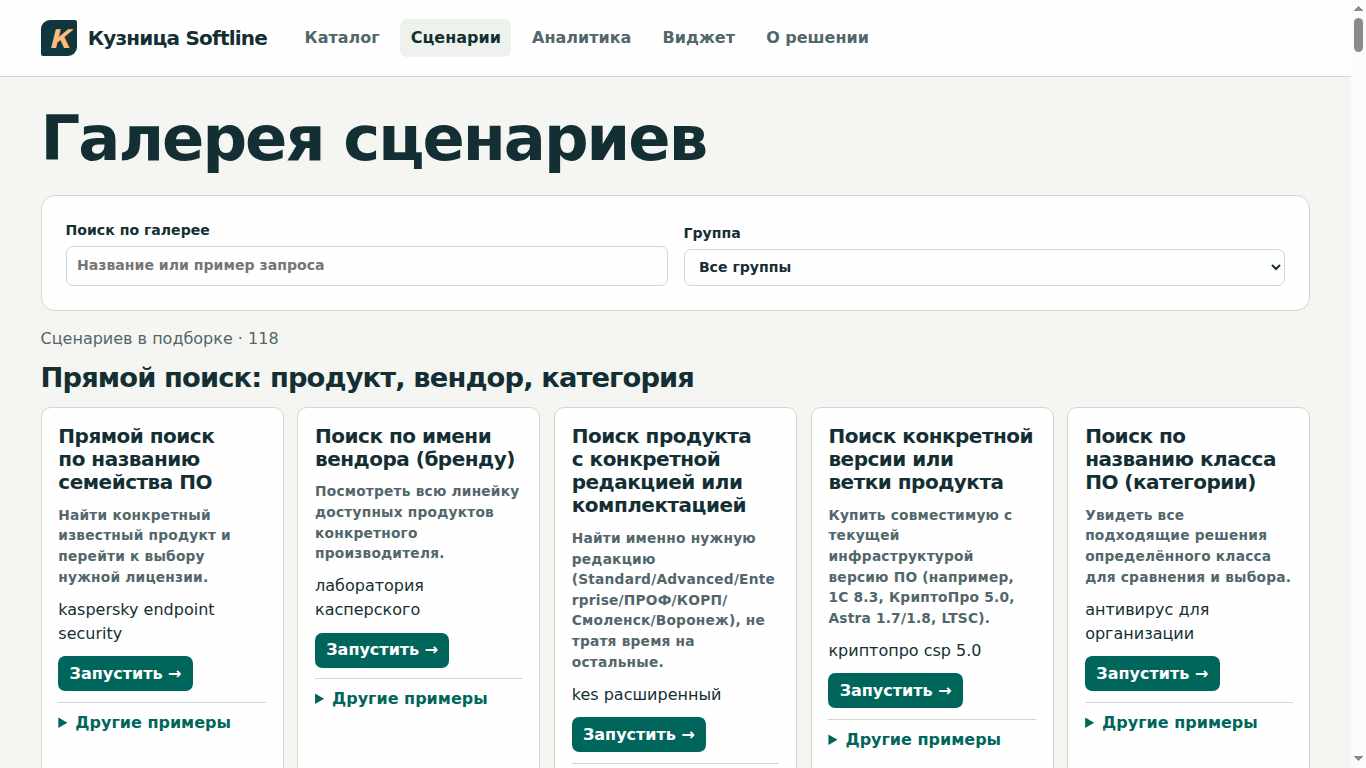 К Кузница Softline Каталог Сценарии Аналитика Виджет О решении
Галерея сценариев
Поиск по галерее
Название или пример запроса
Группа
Все группы
Сценариев в подборке · 118
Прямой поиск: продукт, вендор, категория
Прямой поиск
по названию
семейства ПО
Найти конкретный
известный продукт и
перейти к выбору
нужной лицензии.
kaspersky endpoint
security
Запустить →
▶ Другие примеры
Поиск по имени
вендора (бренду)
Посмотреть всю линейку
доступных продуктов
конкретного
производителя.
лаборатория
касперского
Запустить →
▶ Другие примеры
Поиск продукта
с конкретной
редакцией или
комплектацией
Найти именно нужную
редакцию
(Standard/Advanced/Ente
rprise/ПРОФ/КОРП/
Смоленск/Воронеж), не
тратя время на
остальные.
kes расширенный
Запустить →
Поиск конкретной
версии или
ветки продукта
Купить совместимую с
текущей
инфраструктурой
версию ПО (например,
1С 8.3, КриптоПро 5.0,
Astra 1.7/1.8, LTSC).
криптопро csp 5.0
Запустить →
▶ Другие примеры
Поиск по
названию класса
ПО (категории)
Увидеть все
подходящие решения
определённого класса
для сравнения и выбора.
антивирус для
организации
Запустить →
▶ Другие примеры